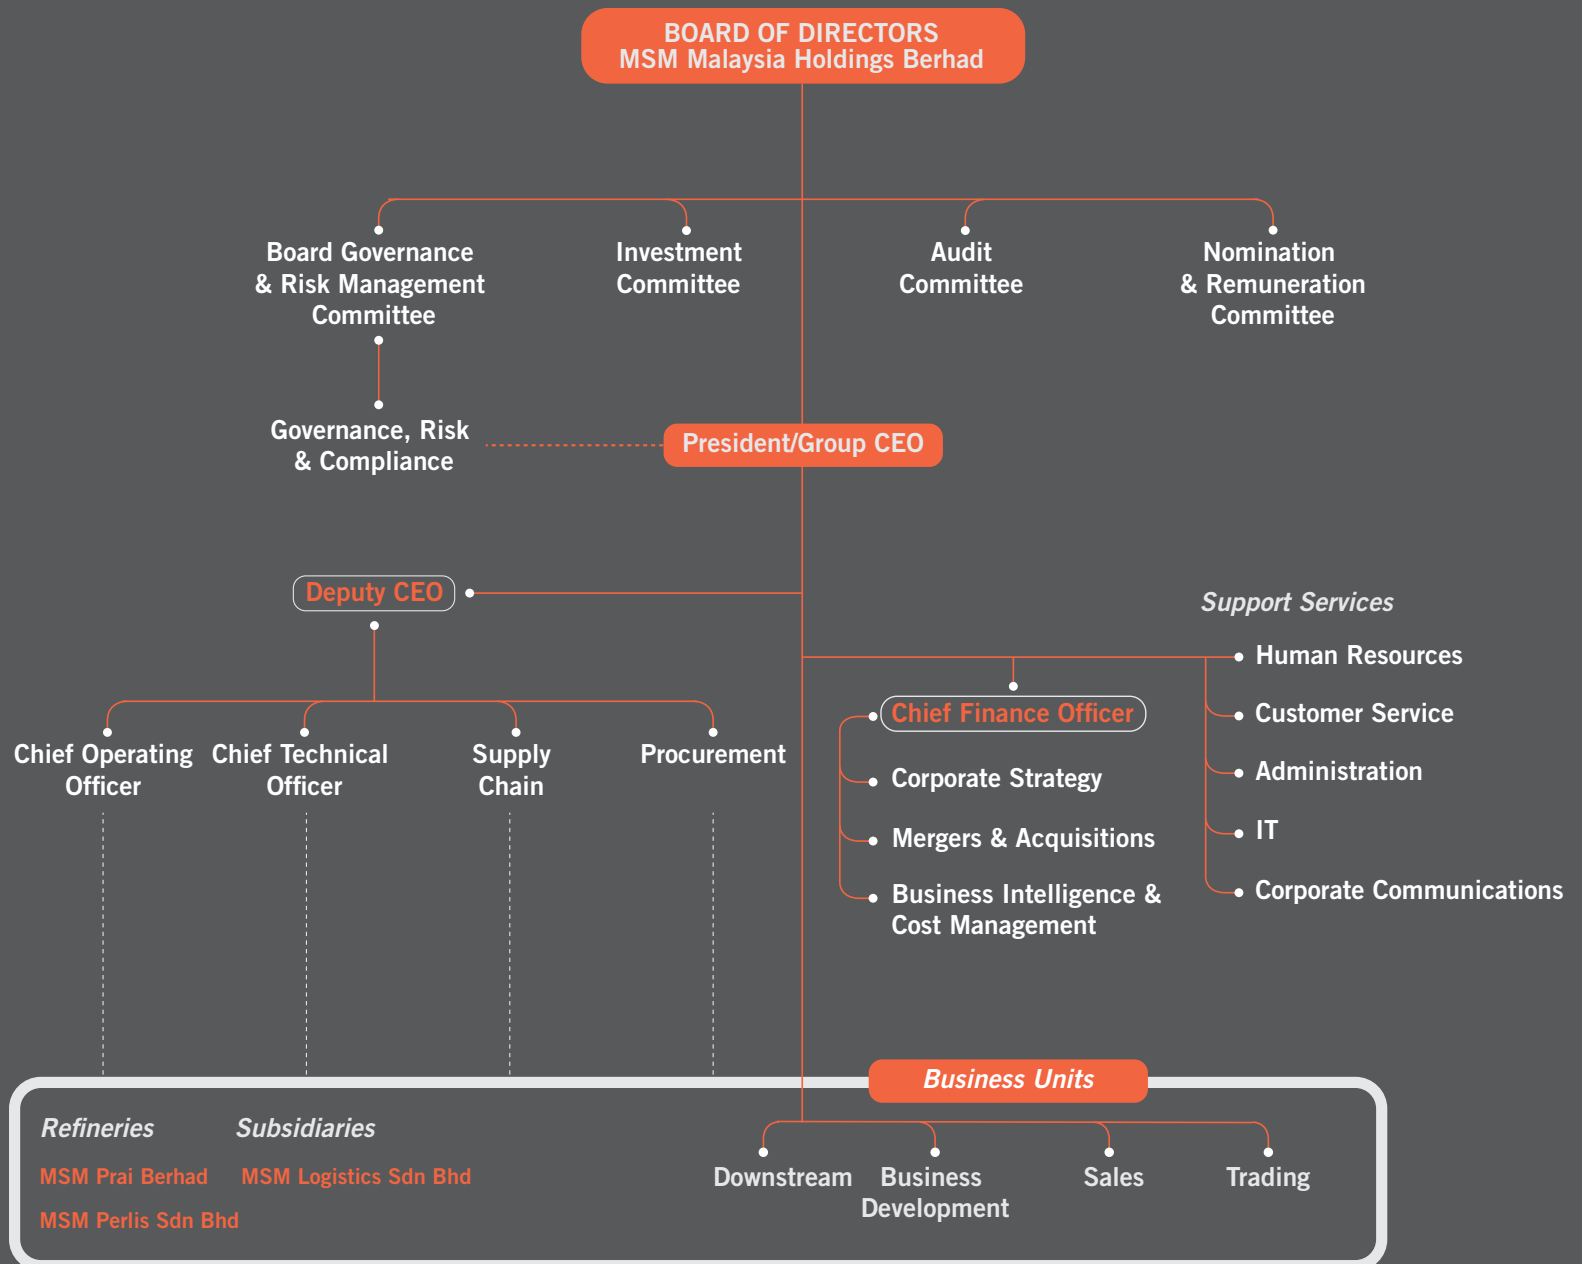 BOARD OF DIRECTORS
MSM Malaysia Holdings Berhad
Board Governance
& Risk Management
Committee
Investment
Committee
Audit
Committee
Nomination
& Remuneration
Committee
Governance, Risk
& Compliance
President/Group CEO
Deputy CEO
Chief Operating
Officer
Chief Technical
Officer
Supply
Chain
Procurement
Chief Finance Officer
Corporate Strategy
Mergers & Acquisitions
Business Intelligence &
Cost Management
Support Services
Human Resources
Customer Service
Administration
IT
Corporate Communications
Business Units
Refineries
MSM Prai Berhad
MSM Perlis Sdn Bhd
Subsidiaries
MSM Logistics Sdn Bhd
Downstream
Business
Development
Sales
Trading